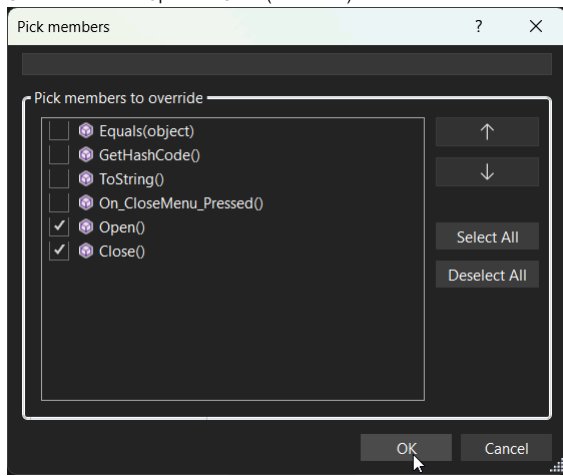 Pick members ? ×
Pick members to override
Equals(object)
GetHashCode()
ToString()
On_CloseMenu_Pressed()
Open()
Close()
↑
↓
Select All
Deselect All
OK Cancel